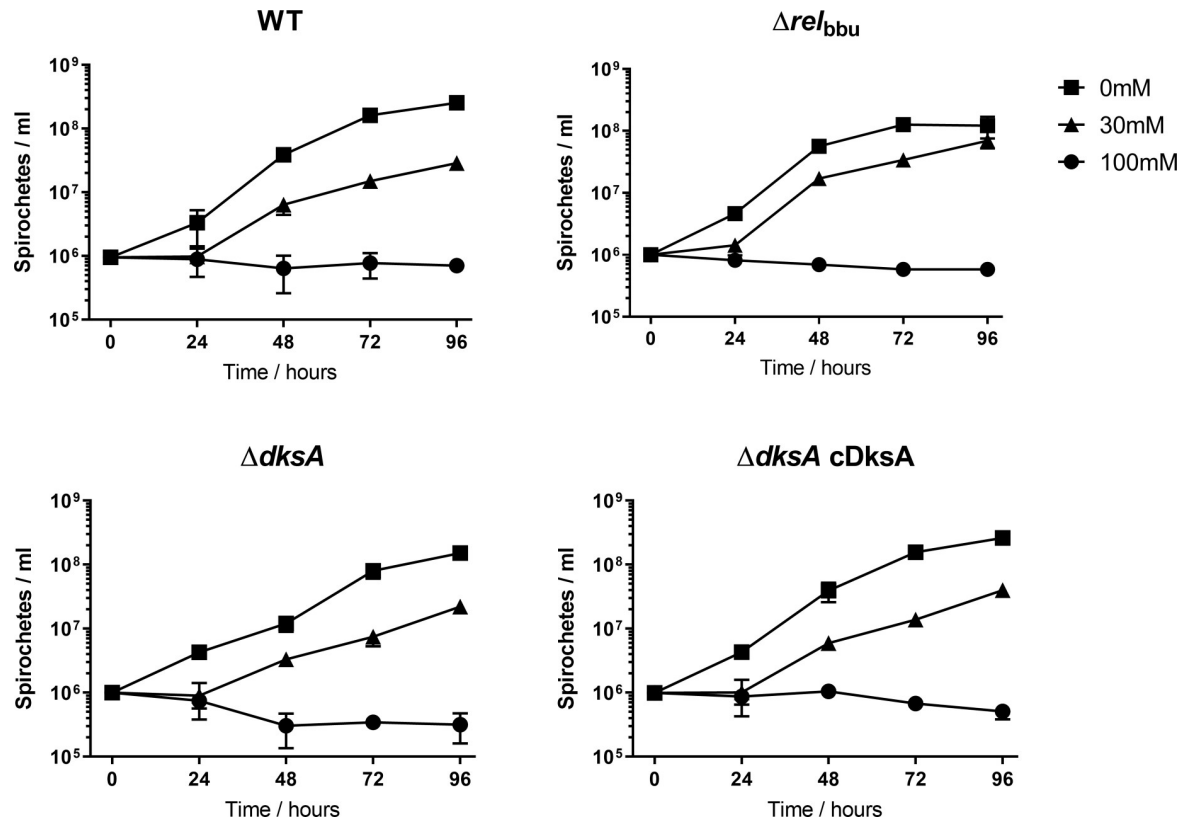 WT
10⁹
10⁸
10⁷
10⁶
10⁵
Spirochetes / ml
0 24 48 72 96
Time / hours
Δrel_bbu
10⁹
10⁸
10⁷
10⁶
10⁵
Spirochetes / ml
0 24 48 72 96
Time / hours
0mM
30mM
100mM
ΔdksA
10⁹
10⁸
10⁷
10⁶
10⁵
Spirochetes / ml
0 24 48 72 96
Time / hours
ΔdksA cDksA
10⁹
10⁸
10⁷
10⁶
10⁵
Spirochetes / ml
0 24 48 72 96
Time / hours